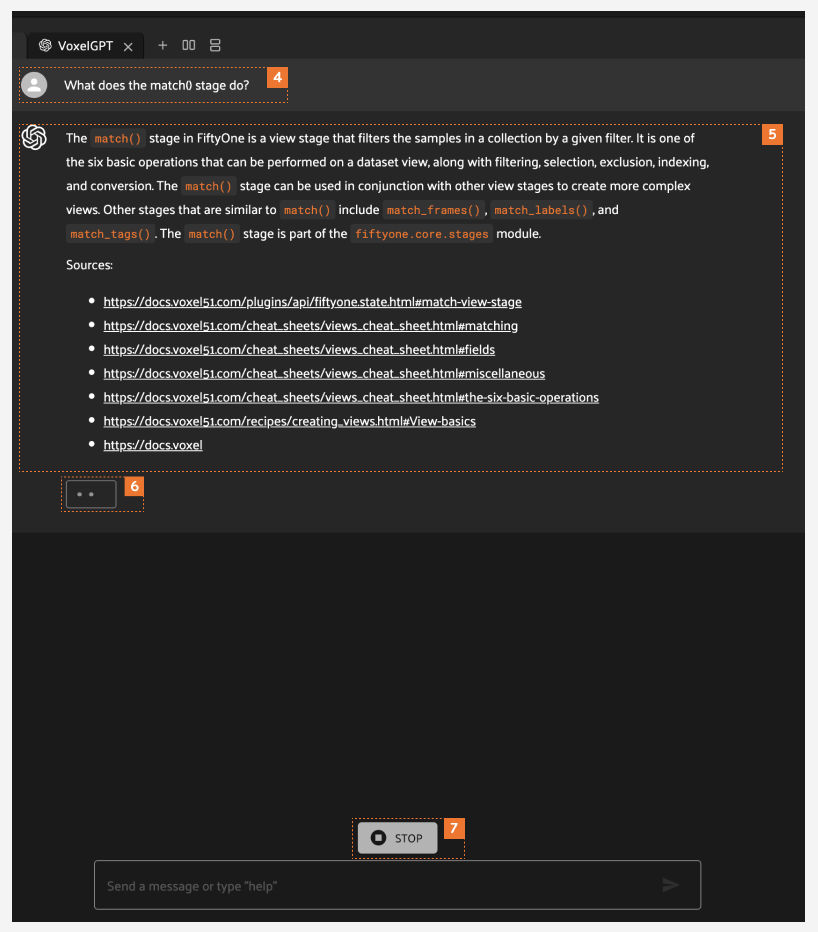 VoxelGPT
What does the match() stage do?
4
The match() stage in FiftyOne is a view stage that filters the samples in a collection by a given filter. It is one of
5
the six basic operations that can be performed on a dataset view, along with filtering, selection, exclusion, indexing,
and conversion. The match() stage can be used in conjunction with other view stages to create more complex
views. Other stages that are similar to match() include match_frames(), match_labels(), and
match_tags(). The match() stage is part of the fiftyone.core.stages module.
Sources:
https://docs.voxel51.com/plugins/api/fiftyone.state.html#match-view-stage
https://docs.voxel51.com/cheat_sheets/views_cheat_sheet.html#matching
https://docs.voxel51.com/cheat_sheets/views_cheat_sheet.html#fields
https://docs.voxel51.com/cheat_sheets/views_cheat_sheet.html#miscellaneous
https://docs.voxel51.com/cheat_sheets/views_cheat_sheet.html#the-six-basic-operations
https://docs.voxel51.com/recipes/creating_views.html#View-basics
https://docs.voxel
6
7
STOP
Send a message or type "help"